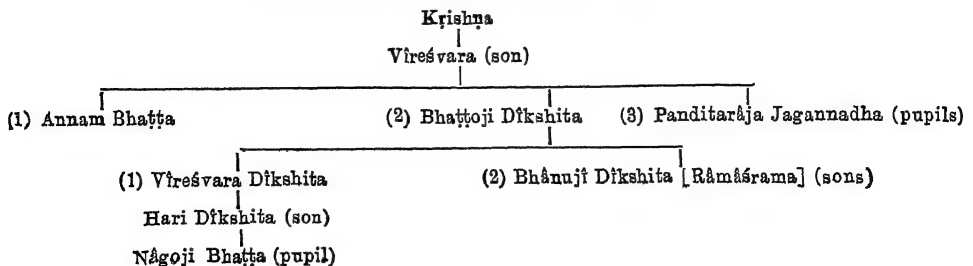 Kṛishṇa
Vîreśvara (son)
(1) Annam Bhaṭṭa (2) Bhaṭṭoji Dîkshita (3) Panditarâja Jagannadha (pupils)
(1) Vîreśvara Dîkshita (2) Bhânujî Dîkshita [Râmâśrama] (sons)
Hari Dîkshita (son)
Nâgoji Bhaṭṭa (pupil)